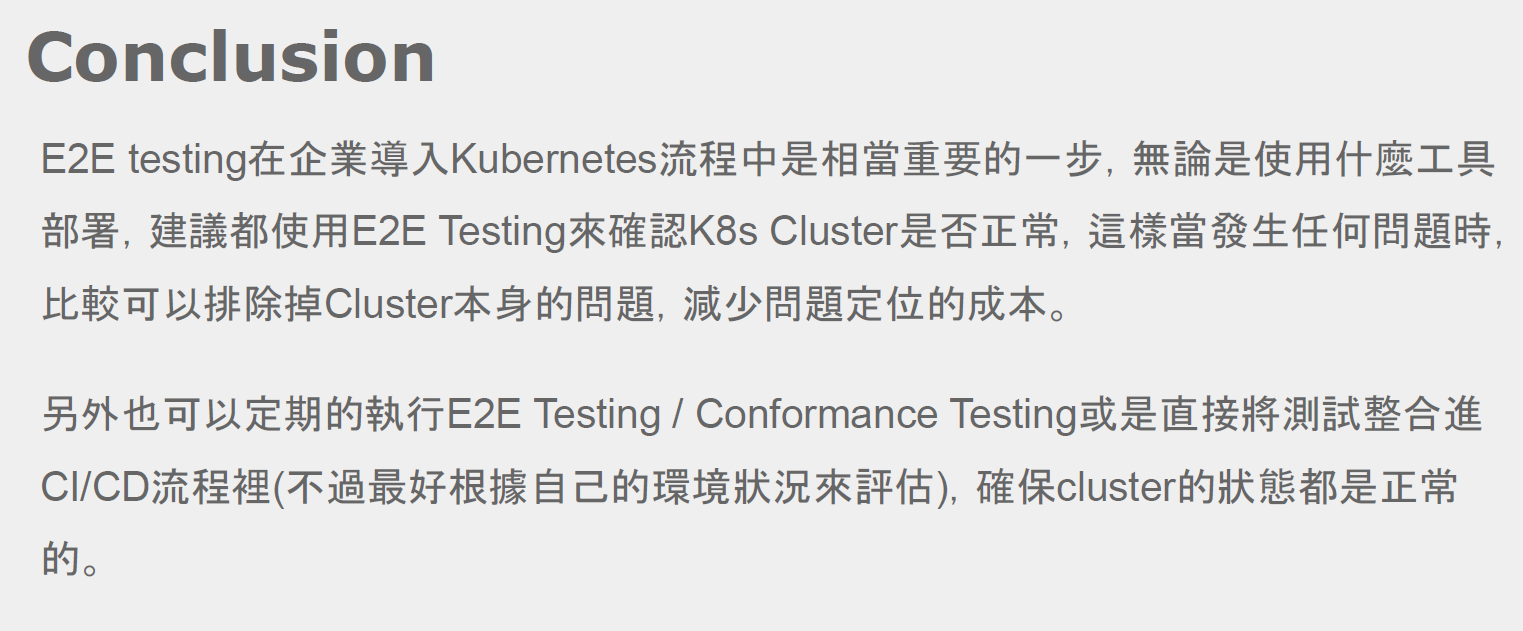 Conclusion
E2E testing在企業導入Kubernetes流程中是相當重要的一步，無論是使用什麼工具
部署，建議都使用E2E Testing來確認K8s Cluster是否正常，這樣當發生任何問題時，
比較可以排除掉Cluster本身的問題，減少問題定位的成本。
另外也可以定期的執行E2E Testing / Conformance Testing或是直接將測試整合進
CI/CD流程裡(不過最好根據自己的環境狀況來評估)，確保cluster的狀態都是正常
的。